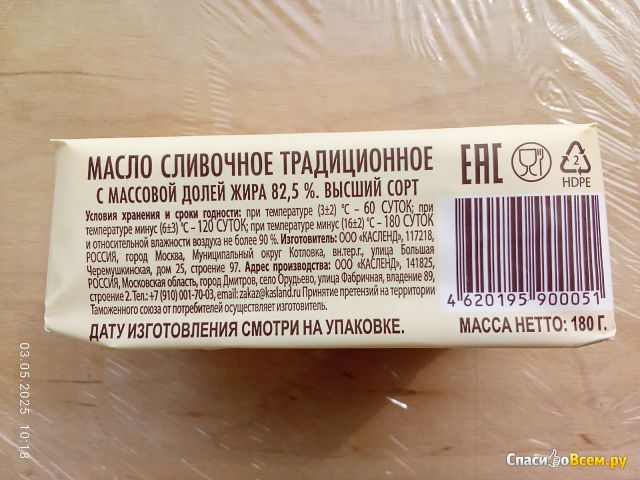 МАСЛО СЛИВОЧНОЕ ТРАДИЦИОННОЕ
С МАССОВОЙ ДОЛЕЙ ЖИРА 82,5 %. ВЫСШИЙ СОРТ
Условия хранения и сроки годности: при температуре (3±2) °С – 60 СУТОК; при
температуре минус (6±3) °С – 120 СУТОК; при температуре минус (16±2) °С – 180 СУТОК
и относительной влажности воздуха не более 90 %. Изготовитель: ООО «КАСЛЕНД», 117218,
РОССИЯ, город Москва, Муниципальный округ Котловка, вн.тер.г., улица Большая
Черемушкинская, дом 25, строение 97. Адрес производства: ООО «КАСЛЕНД», 141825,
РОССИЯ, Московская область, город Дмитров, село Орудьево, улица Фабричная, владение 89,
строение 2. Тел.: +7 (910) 001-70-03, email: zakaz@kasland.ru Принятие претензий на территории
Таможенного союза от потребителей осуществляет изготовитель.
ДАТУ ИЗГОТОВЛЕНИЯ СМОТРИ НА УПАКОВКЕ.
ЕАС
2
HDPE
4 620195 900051
МАССА НЕТТО: 180 Г.
03.05.2025 10:18
СпасибоВсем.ру